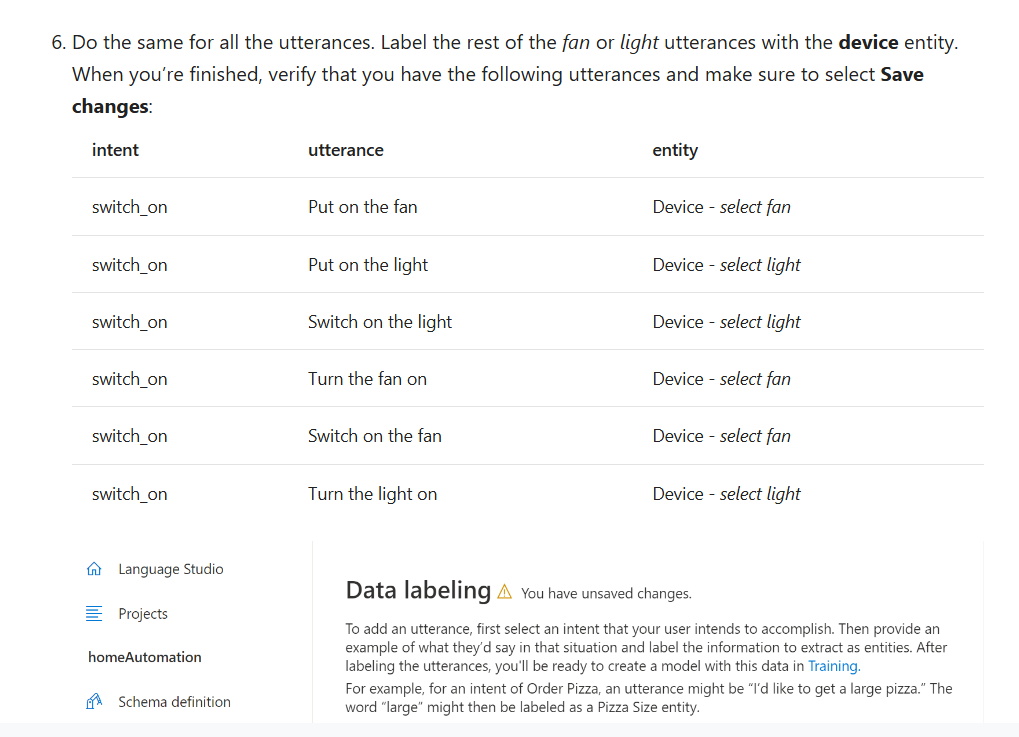 6. Do the same for all the utterances. Label the rest of the fan or light utterances with the device entity.
When you're finished, verify that you have the following utterances and make sure to select Save
changes:
intent utterance entity
switch_on Put on the fan Device - select fan
switch_on Put on the light Device - select light
switch_on Switch on the light Device - select light
switch_on Turn the fan on Device - select fan
switch_on Switch on the fan Device - select fan
switch_on Turn the light on Device - select light
Language Studio
Projects
homeAutomation
Schema definition
Data labeling You have unsaved changes.
To add an utterance, first select an intent that your user intends to accomplish. Then provide an
example of what they'd say in that situation and label the information to extract as entities. After
labeling the utterances, you'll be ready to create a model with this data in Training.
For example, for an intent of Order Pizza, an utterance might be “I'd like to get a large pizza.” The
word “large” might then be labeled as a Pizza Size entity.